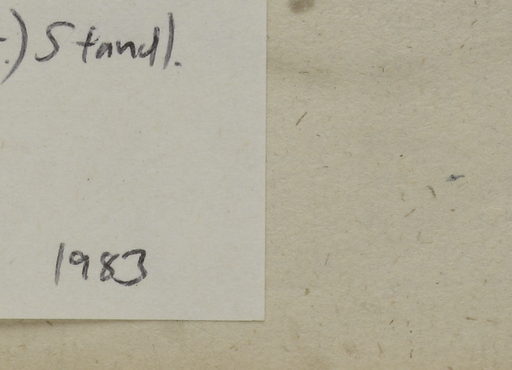 .) Standl.
1983